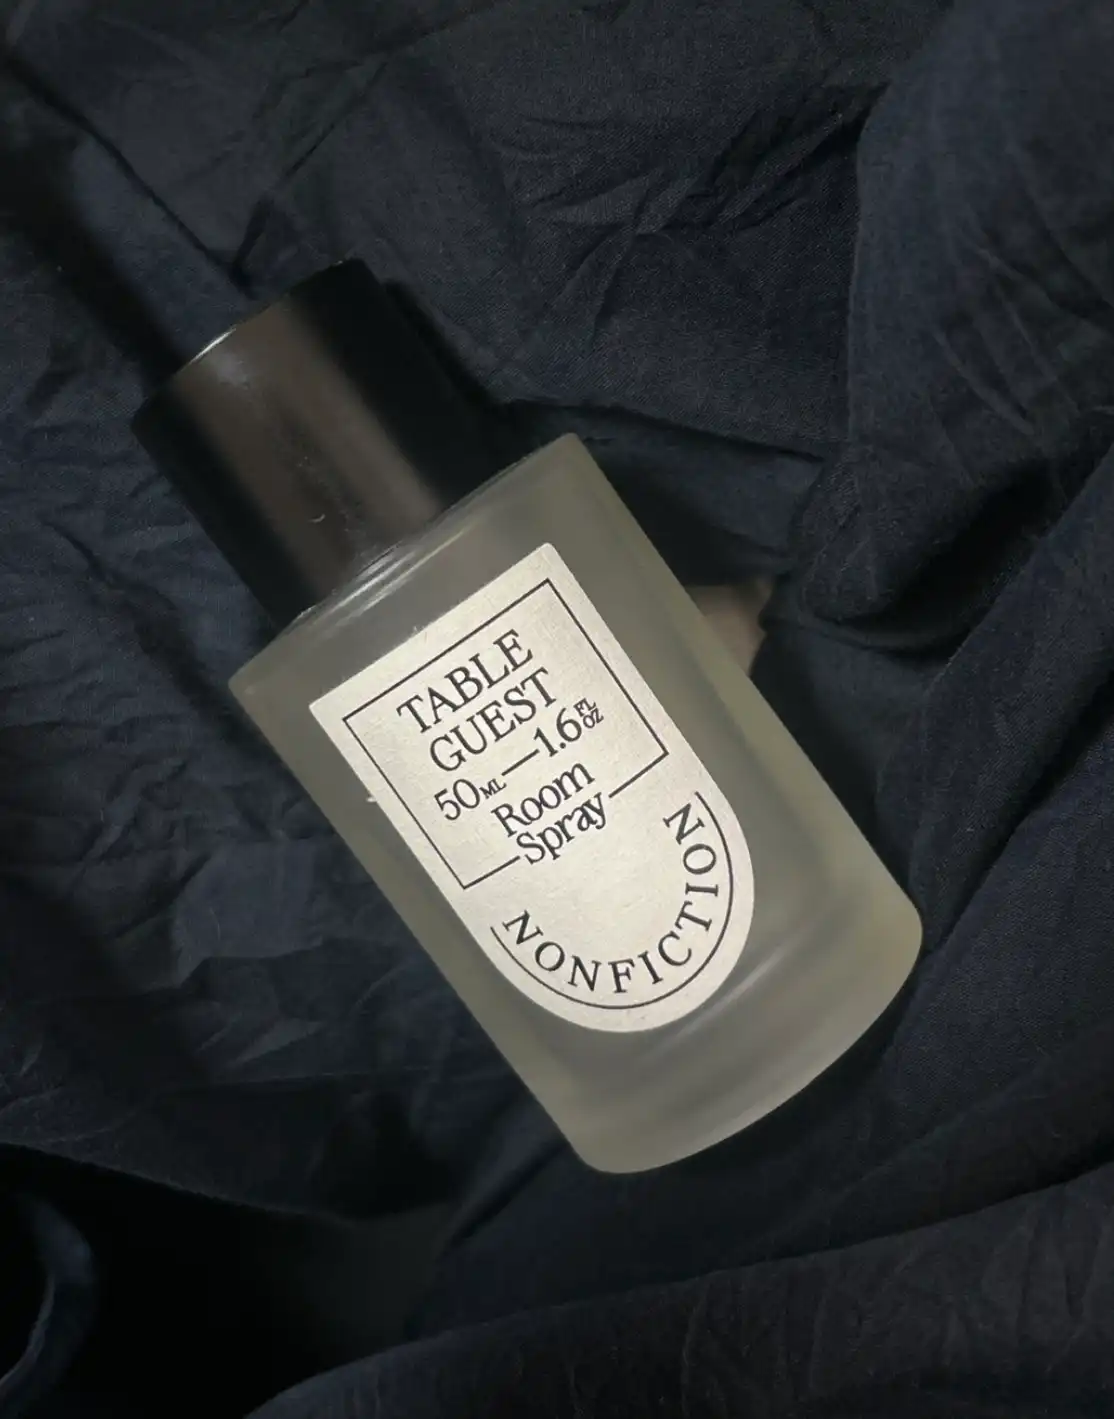 TABLE
GUEST
50ML—1.6FL OZ
Room
Spray
NONFICTION